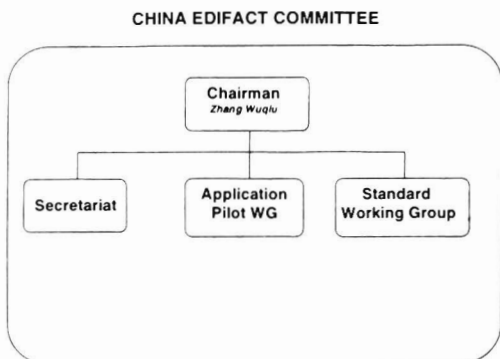 CHINA EDIFACT COMMITTEE
Chairman
Zhang Wuqiu
Secretariat
Application
Pilot WG
Standard
Working Group